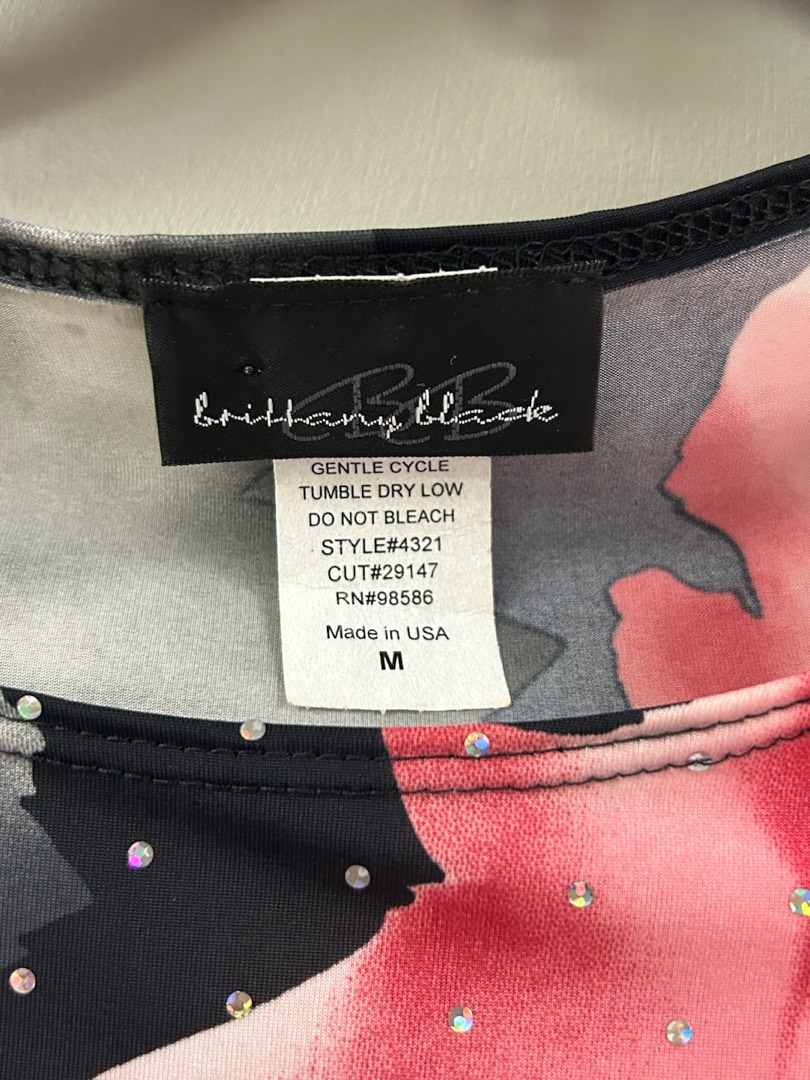 BB
brittany black
GENTLE CYCLE
TUMBLE DRY LOW
DO NOT BLEACH
STYLE#4321
CUT#29147
RN#98586
Made in USA
M